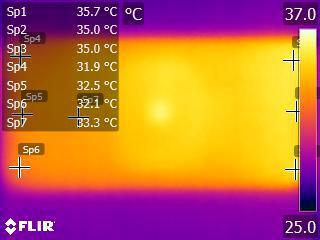 Sp1 35.7 °C °C 37.0
Sp2 35.0 °C
Sp3 35.0 °C
Sp4
Sp4 31.9 °C
Sp5 32.5 °C
Sp5
Sp6 32.1 °C
Sp7 33.3 °C
Sp6
FLIR 25.0